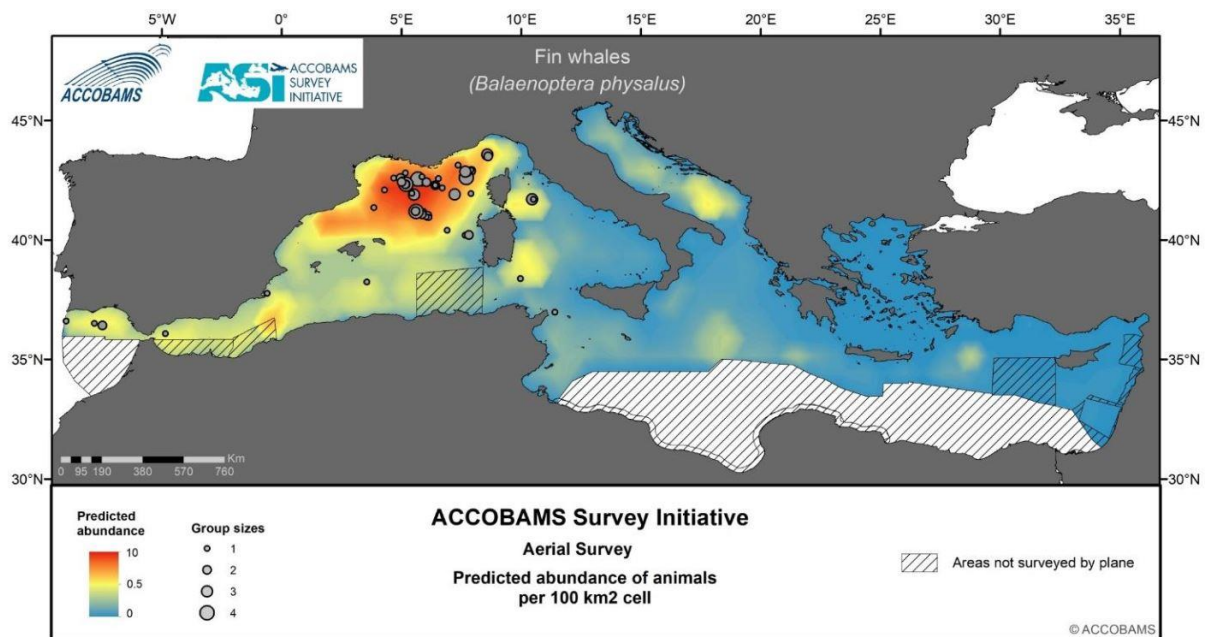 5°W 0° 5°E 10°E 15°E 20°E 25°E 30°E 35°E
ACCOBAMS
ASI
ACCOBAMS
SURVEY
INITIATIVE
Fin whales
(Balaenoptera physalus)
45°N 45°N
40°N 40°N
35°N 35°N
30°N 30°N
Km
0 95 190 380 570 760
Predicted
abundance
10
0.5
0
Group sizes
1
2
3
4
ACCOBAMS Survey Initiative
Aerial Survey
Predicted abundance of animals
per 100 km2 cell
Areas not surveyed by plane
© ACCOBAMS